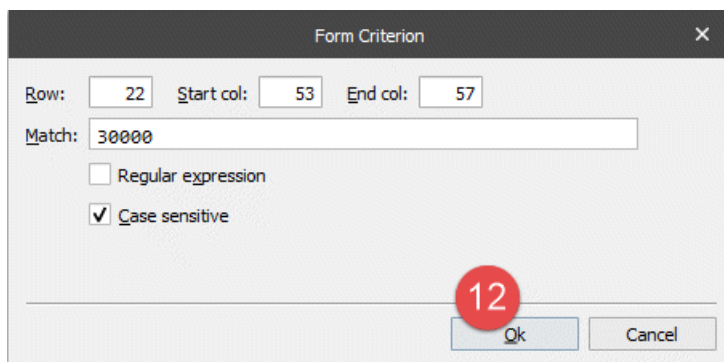 Form Criterion
Row: 22 Start col: 53 End col: 57
Match: 30000
Regular expression
Case sensitive
12
Ok Cancel